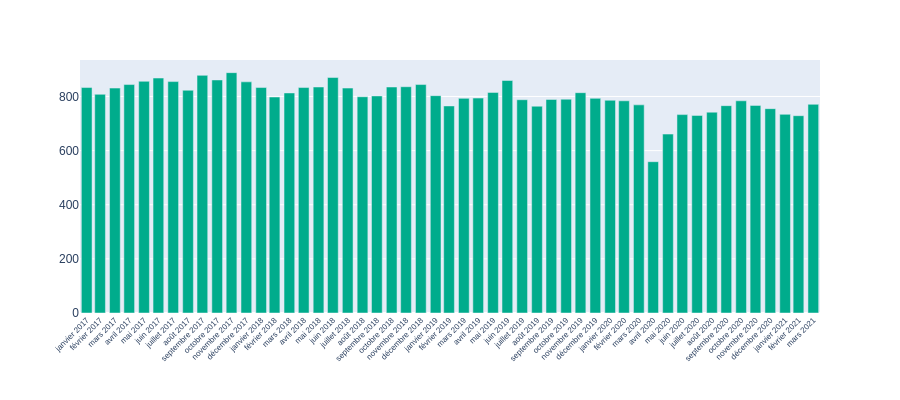 800
600
400
200
0
janvier 2017
février 2017
mars 2017
avril 2017
mai 2017
juin 2017
juillet 2017
août 2017
septembre 2017
octobre 2017
novembre 2017
décembre 2017
janvier 2018
février 2018
mars 2018
avril 2018
mai 2018
juin 2018
juillet 2018
août 2018
septembre 2018
octobre 2018
novembre 2018
décembre 2018
janvier 2019
février 2019
mars 2019
avril 2019
mai 2019
juin 2019
juillet 2019
août 2019
septembre 2019
octobre 2019
novembre 2019
décembre 2019
janvier 2020
février 2020
mars 2020
avril 2020
mai 2020
juin 2020
juillet 2020
août 2020
septembre 2020
octobre 2020
novembre 2020
décembre 2020
janvier 2021
février 2021
mars 2021